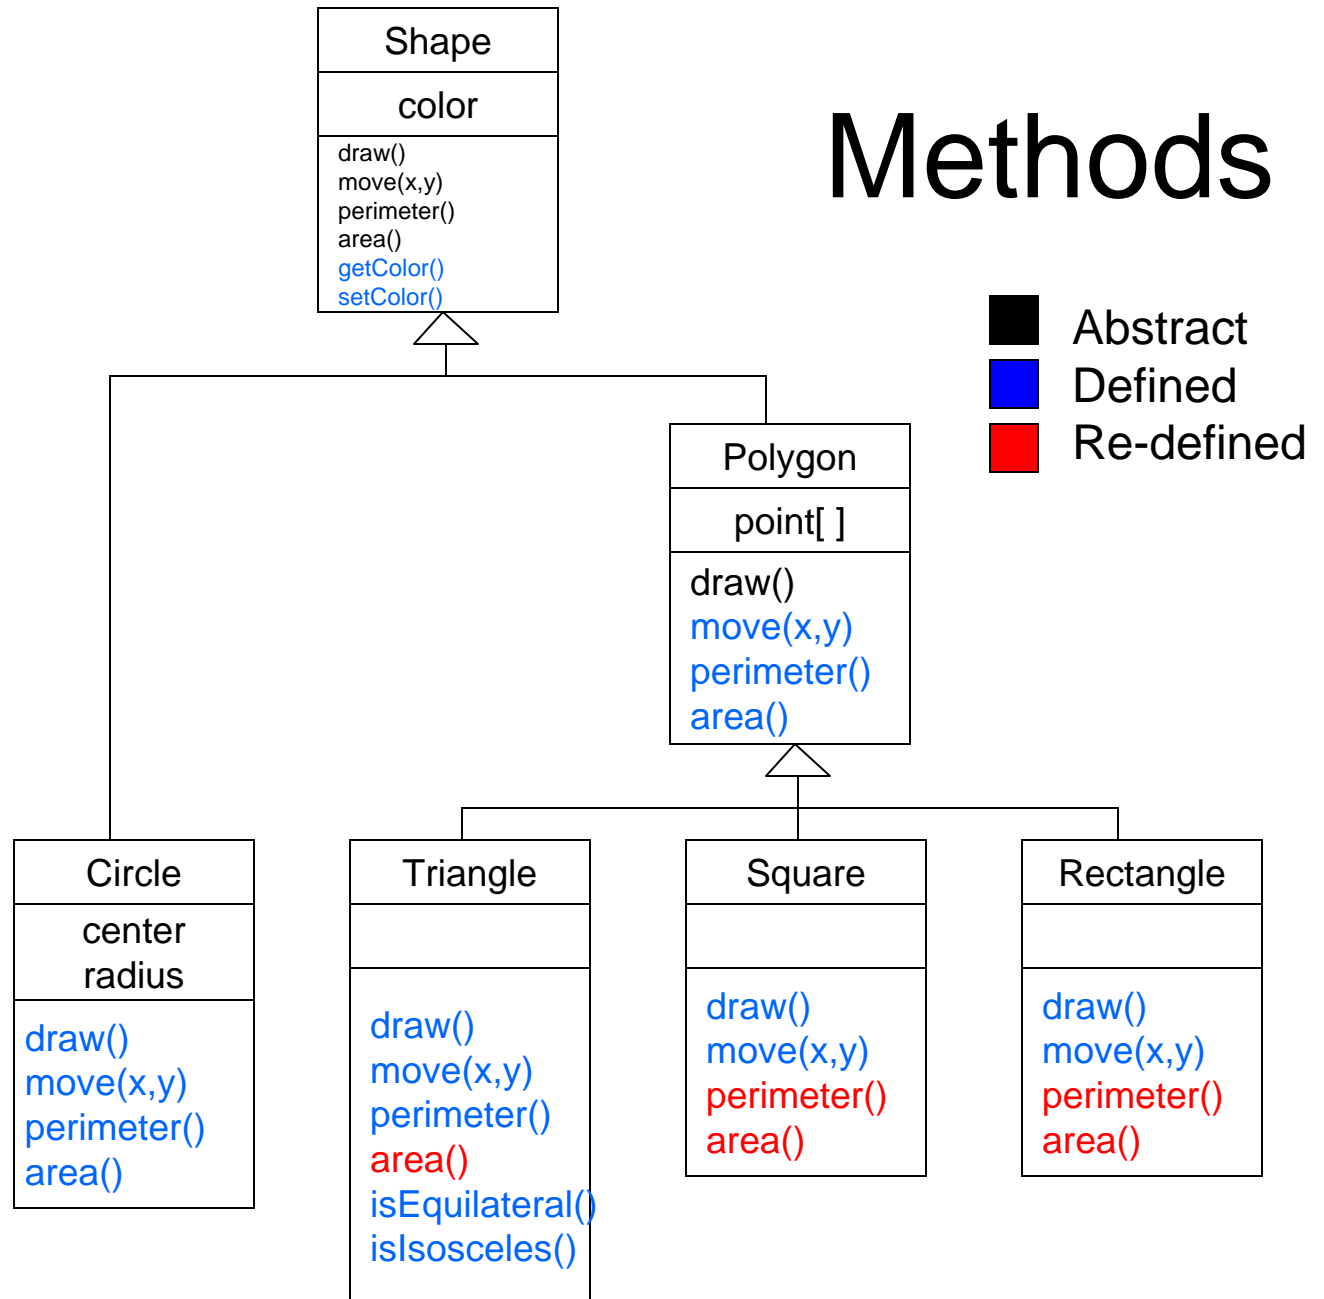 Shape
color
draw()
move(x,y)
perimeter()
area()
getColor()
setColor()
Methods
Abstract
Defined
Re-defined
Polygon
point[ ]
draw()
move(x,y)
perimeter()
area()
Circle
center
radius
draw()
move(x,y)
perimeter()
area()
Triangle
draw()
move(x,y)
perimeter()
area()
isEquilateral()
isIsosceles()
Square
draw()
move(x,y)
perimeter()
area()
Rectangle
draw()
move(x,y)
perimeter()
area()